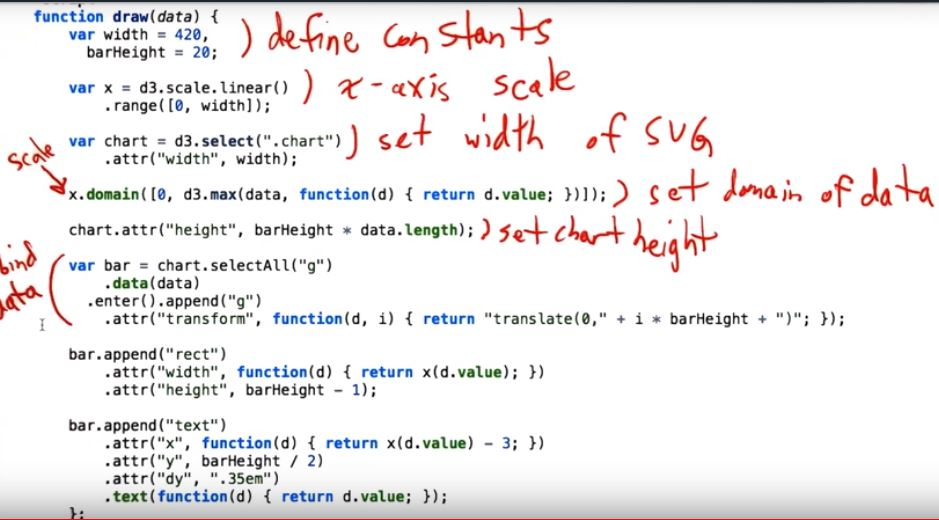 function draw(data) {
var width = 420,
barHeight = 20; ) define constants
var x = d3.scale.linear() ) x-axis scale
.range([0, width]);
var chart = d3.select(".chart") ) set width of SVG
.attr("width", width);
scale
x.domain([0, d3.max(data, function(d) { return d.value; })]); ) set domain of data
chart.attr("height", barHeight * data.length); ) set chart height
bind
data
var bar = chart.selectAll("g")
.data(data)
.enter().append("g")
.attr("transform", function(d, i) { return "translate(0," + i * barHeight + ")"; });
bar.append("rect")
.attr("width", function(d) { return x(d.value); })
.attr("height", barHeight - 1);
bar.append("text")
.attr("x", function(d) { return x(d.value) - 3; })
.attr("y", barHeight / 2)
.attr("dy", ".35em")
.text(function(d) { return d.value; });
};